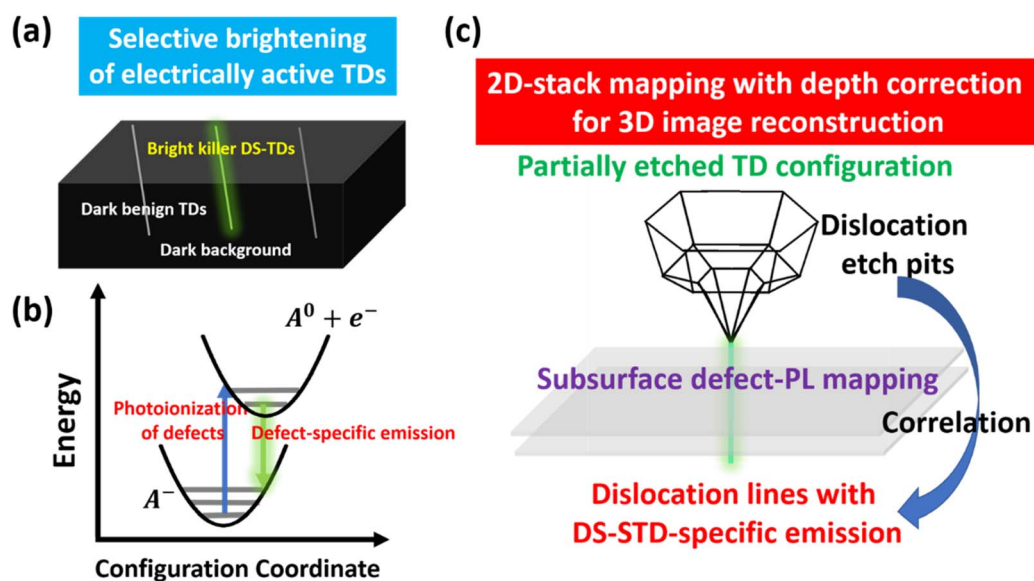 (a)
Selective brightening
of electrically active TDs
Bright killer DS-TDs
Dark benign TDs
Dark background
(b)
A⁰ + e⁻
Photoionization
of defects
Defect-specific emission
A⁻
Energy
Configuration Coordinate
(c)
2D-stack mapping with depth correction
for 3D image reconstruction
Partially etched TD configuration
Dislocation
etch pits
Subsurface defect-PL mapping
Correlation
Dislocation lines with
DS-STD-specific emission